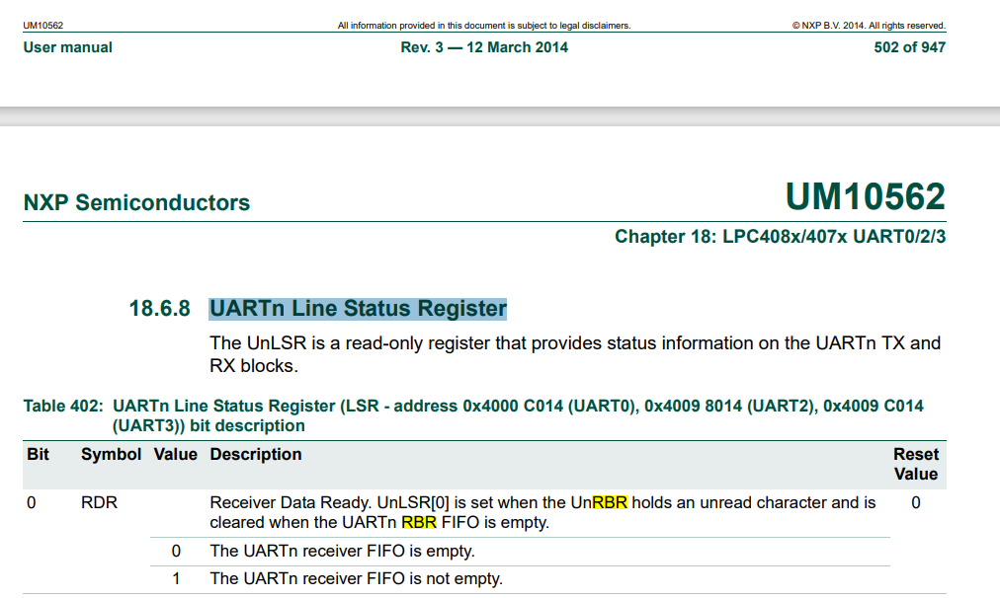 UM10562 All information provided in this document is subject to legal disclaimers. © NXP B.V. 2014. All rights reserved.
User manual Rev. 3 — 12 March 2014 502 of 947
NXP Semiconductors UM10562
Chapter 18: LPC408x/407x UART0/2/3
18.6.8 UARTn Line Status Register
The UnLSR is a read-only register that provides status information on the UARTn TX and
RX blocks.
Table 402: UARTn Line Status Register (LSR - address 0x4000 C014 (UART0), 0x4009 8014 (UART2), 0x4009 C014
(UART3)) bit description
Bit Symbol Value Description Reset
Value
0 RDR Receiver Data Ready. UnLSR[0] is set when the UnRBR holds an unread character and is 0
cleared when the UARTn RBR FIFO is empty.
0 The UARTn receiver FIFO is empty.
1 The UARTn receiver FIFO is not empty.